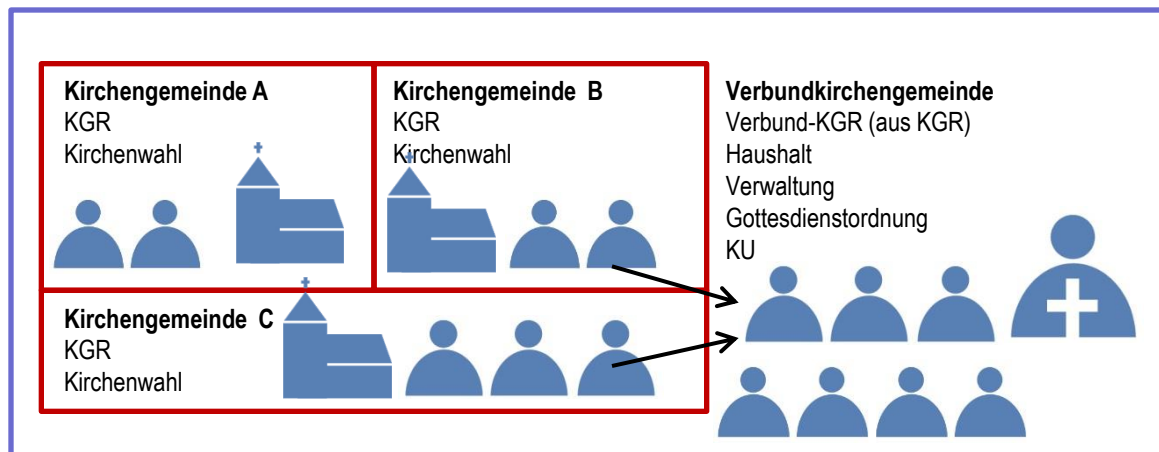 Kirchengemeinde A
KGR
Kirchenwahl
Kirchengemeinde B
KGR
Kirchenwahl
Kirchengemeinde C
KGR
Kirchenwahl
Verbundkirchengemeinde
Verbund-KGR (aus KGR)
Haushalt
Verwaltung
Gottesdienstordnung
KU